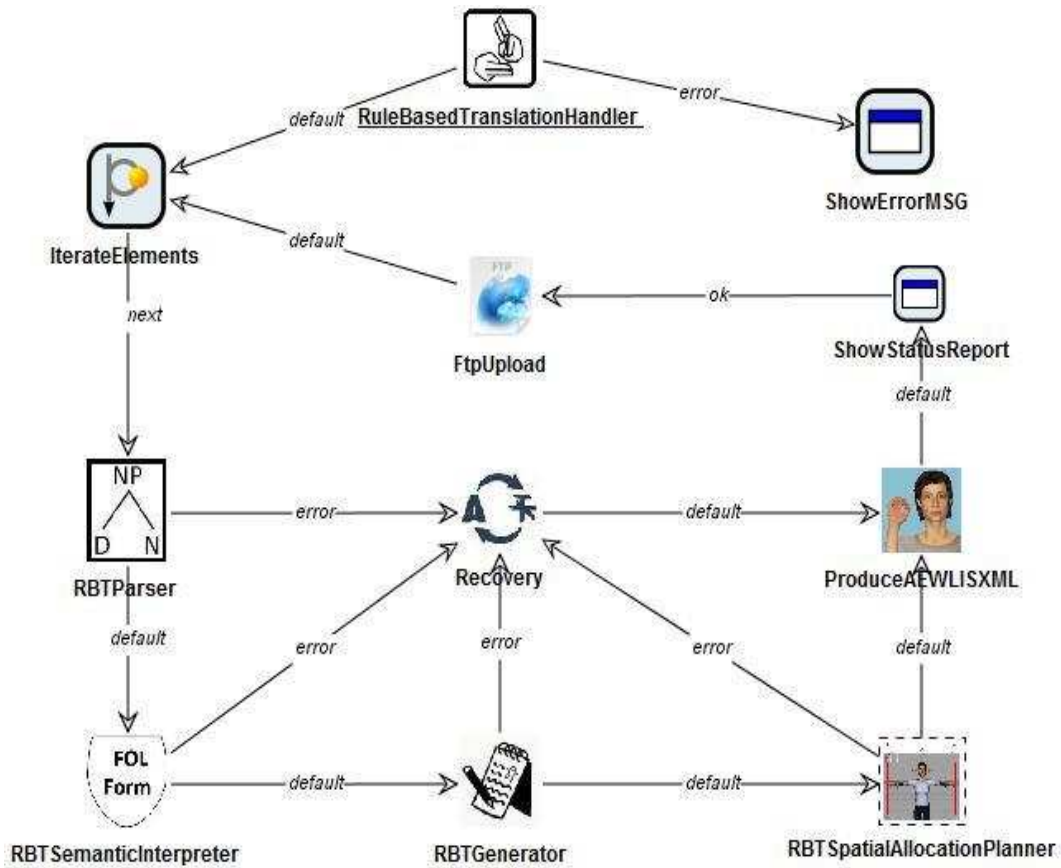 error
default
RuleBasedTranslationHandler
ShowErrorMSG
default
IterateElements
FTP
ok
next
FtpUpload
ShowStatusReport
default
NP
D N
error
default
Recovery
RBTParser
ProduceAEWLISXML
default
error
error
error
default
FOL
Form
default
default
RBTSemanticInterpreter
RBTGenerator
RBTSpatialAllocationPlanner